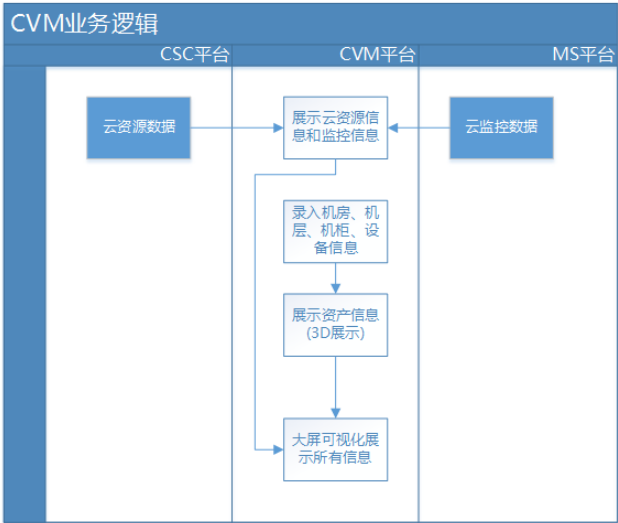 CVM业务逻辑
CSC平台
CVM平台
MS平台
云资源数据
展示云资源信
息和监控信息
云监控数据
录入机房、机
层、机柜、设
备信息
展示资产信息
(3D展示)
大屏可视化展
示所有信息